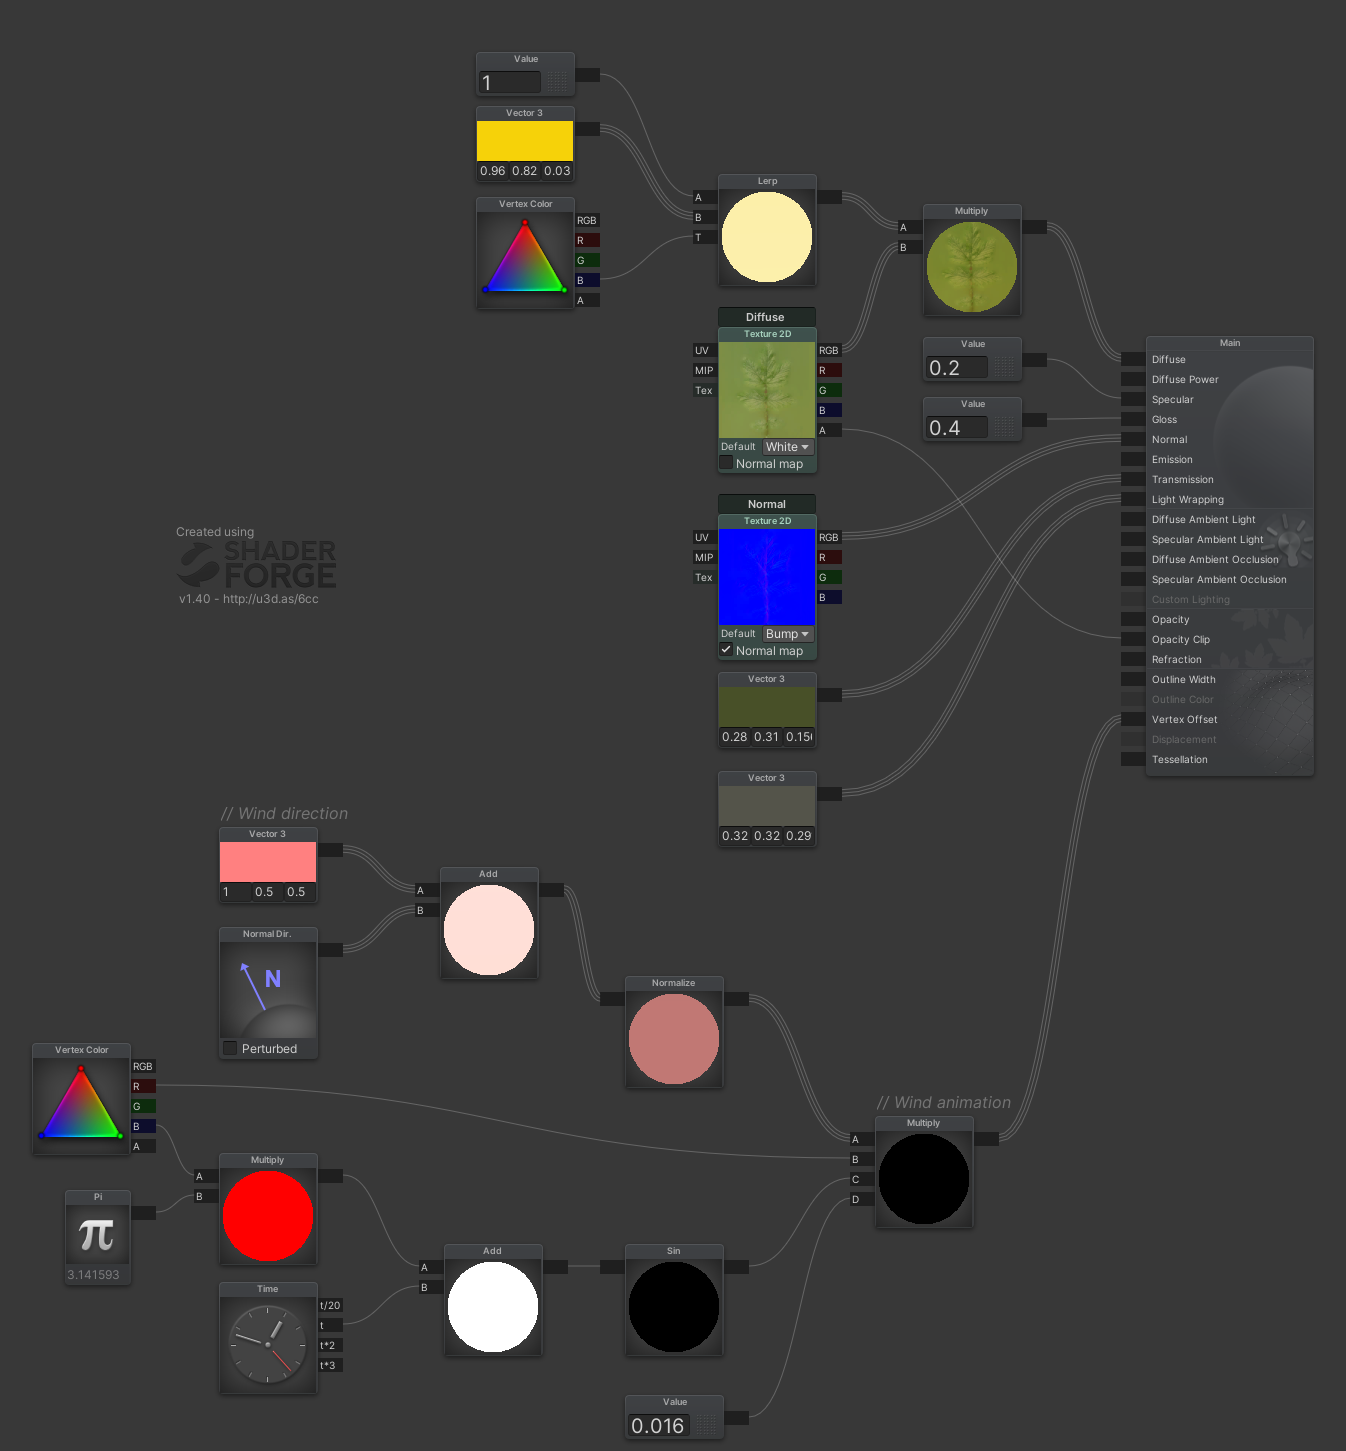 Value
1
Vector 3
0.96 0.82 0.03
Vertex Color
RGB
R
G
B
A
Lerp
A
B
T
Multiply
A
B
Diffuse
Texture 2D
UV
MIP
Tex
RGB
R
G
B
A
Default White
Normal map
Value
0.2
Value
0.4
Normal
Texture 2D
UV
MIP
Tex
RGB
R
G
B
Default Bump
Normal map
Vector 3
0.28 0.31
Vector 3
0.32 0.32 0.29
Main
Diffuse
Diffuse Power
Specular
Gloss
Normal
Emission
Transmission
Light Wrapping
Diffuse Ambient Light
Specular Ambient Light
Diffuse Ambient Occlusion
Specular Ambient Occlusion
Custom Lighting
Opacity
Opacity Clip
Refraction
Outline Width
Outline Color
Vertex Offset
Displacement
Tessellation
Created using
SHADER
FORGE
v1.40 - http://u3d.as/6cc
// Wind direction
Vector 3
1 0.5 0.5
Normal Dir.
N
Perturbed
Add
A
B
Normalize
Vertex Color
RGB
R
G
B
A
Pi
π
3.141593
Multiply
A
B
Time
t/20
t
t*2
t*3
Add
A
B
Sin
Value
0.016
// Wind animation
Multiply
A
B
C
D